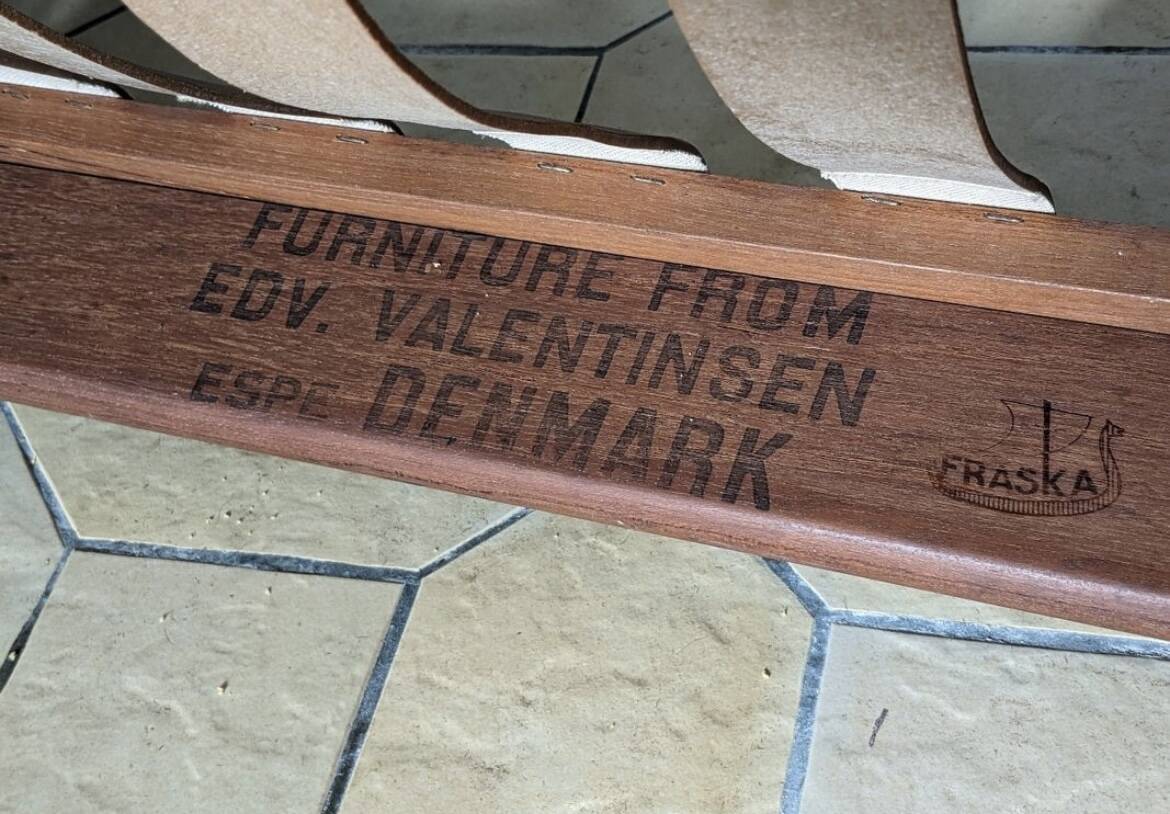 FURNITURE FROM
EDV. VALENTINSEN
ESPE DENMARK
FRASKA